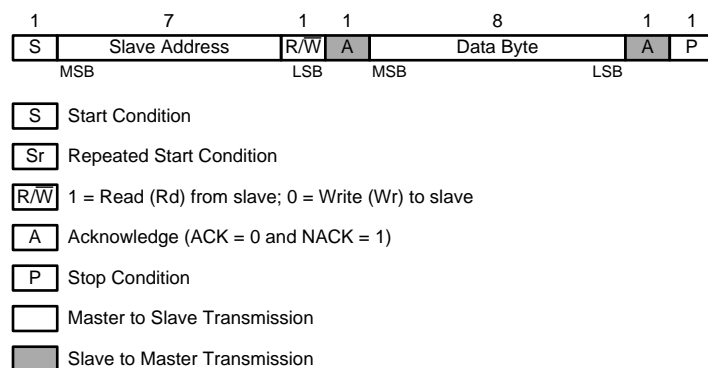 1 7 1 1 8 1 1
S Slave Address R/W̅ A Data Byte A P
MSB LSB MSB LSB
S Start Condition
Sr Repeated Start Condition
R/W̅ 1 = Read (Rd) from slave; 0 = Write (Wr) to slave
A Acknowledge (ACK = 0 and NACK = 1)
P Stop Condition
Master to Slave Transmission
Slave to Master Transmission